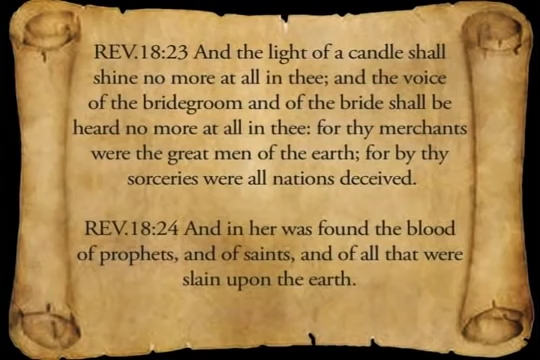 REV.18:23 And the light of a candle shall
shine no more at all in thee; and the voice
of the bridegroom and of the bride shall be
heard no more at all in thee: for thy merchants
were the great men of the earth; for by thy
sorceries were all nations deceived.
REV.18:24 And in her was found the blood
of prophets, and of saints, and of all that were
slain upon the earth.